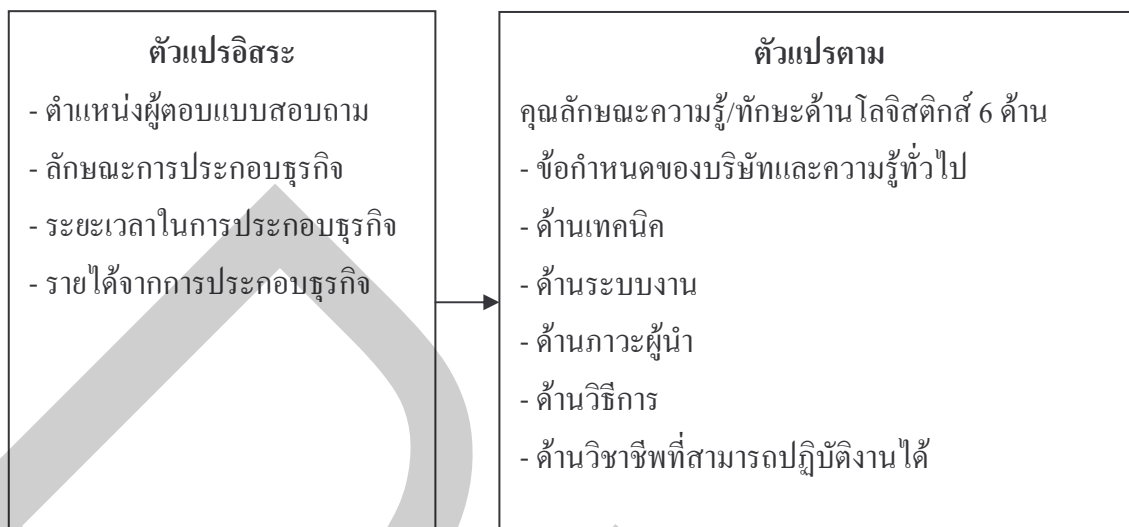 ตัวแปรอิสระ
- ตำแหน่งผู้ตอบแบบสอบถาม
- ลักษณะการประกอบธุรกิจ
- ระยะเวลาในการประกอบธุรกิจ
- รายได้จากการประกอบธุรกิจ
ตัวแปรตาม
คุณลักษณะความรู้/ทักษะด้านโลจิสติกส์ 6 ด้าน
- ข้อกำหนดของบริษัทและความรู้ทั่วไป
- ด้านเทคนิค
- ด้านระบบงาน
- ด้านภาวะผู้นำ
- ด้านวิธีการ
- ด้านวิชาชีพที่สามารถปฏิบัติงานได้